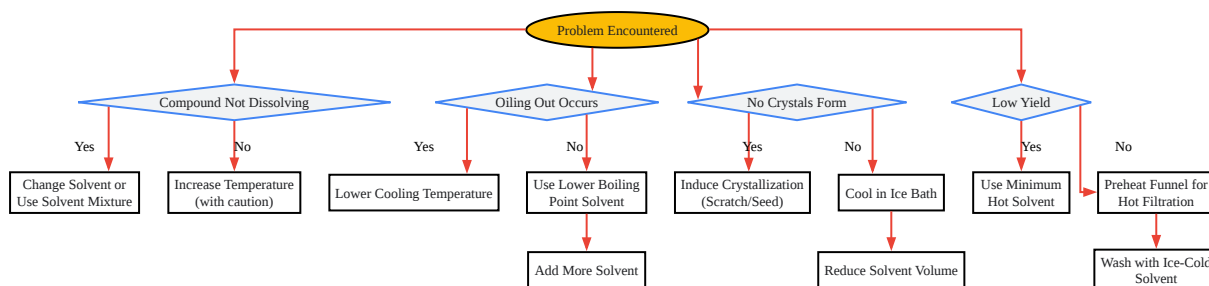 Problem Encountered
Compound Not Dissolving
Oiling Out Occurs
No Crystals Form
Low Yield
Yes
No
Yes
No
Yes
No
Yes
No
Change Solvent or
Use Solvent Mixture
Increase Temperature
(with caution)
Lower Cooling Temperature
Use Lower Boiling
Point Solvent
Induce Crystallization
(Scratch/Seed)
Cool in Ice Bath
Use Minimum
Hot Solvent
Preheat Funnel for
Hot Filtration
Add More Solvent
Reduce Solvent Volume
Wash with Ice-Cold
Solvent